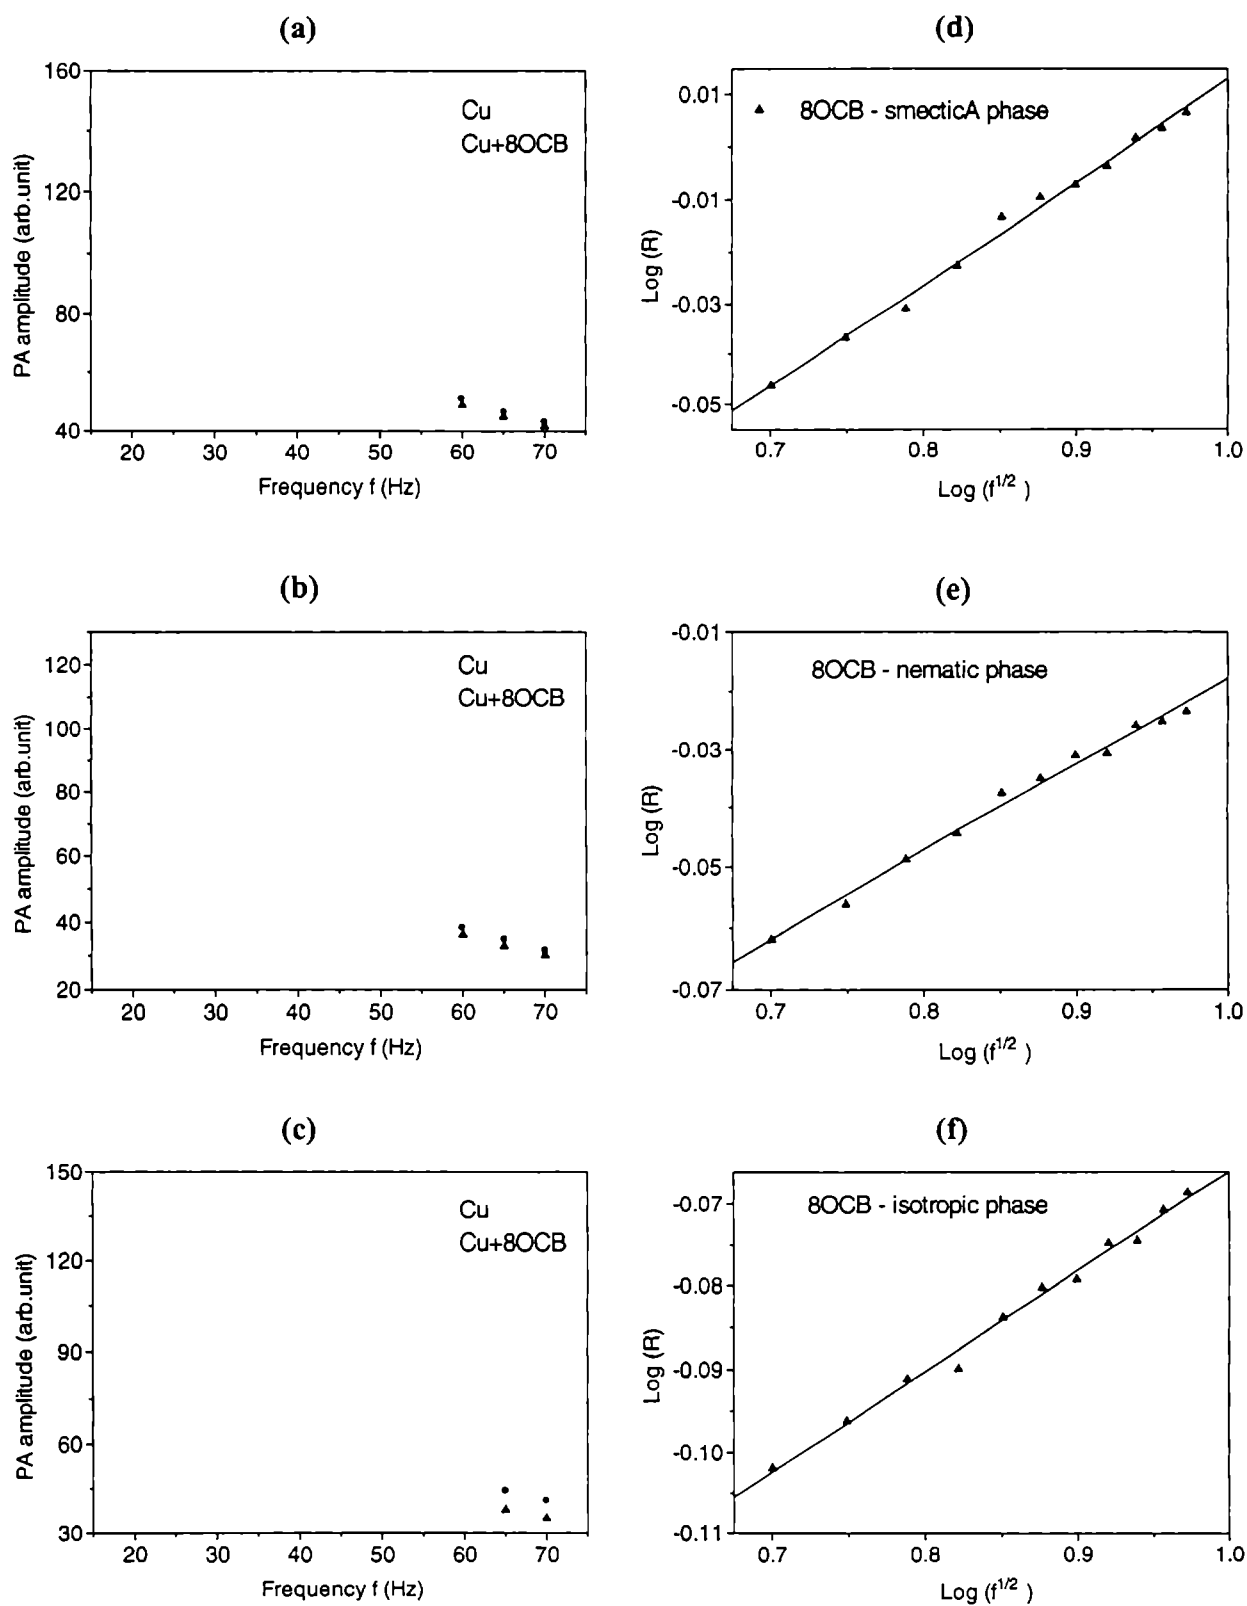 (a)
160
120
80
40
PA amplitude (arb.unit)
Cu
Cu+8OCB
20 30 40 50 60 70
Frequency f (Hz)
(d)
0.01
-0.01
-0.03
-0.05
Log (R)
8OCB - smecticA phase
0.7 0.8 0.9 1.0
Log (f^1/2 )
(b)
120
100
80
60
40
20
PA amplitude (arb.unit)
Cu
Cu+8OCB
20 30 40 50 60 70
Frequency f (Hz)
(e)
-0.01
-0.03
-0.05
-0.07
Log (R)
8OCB - nematic phase
0.7 0.8 0.9 1.0
Log (f^1/2 )
(c)
150
120
90
60
30
PA amplitude (arb.unit)
Cu
Cu+8OCB
20 30 40 50 60 70
Frequency f (Hz)
(f)
-0.07
-0.08
-0.09
-0.10
-0.11
Log (R)
8OCB - isotropic phase
0.7 0.8 0.9 1.0
Log (f^1/2 )